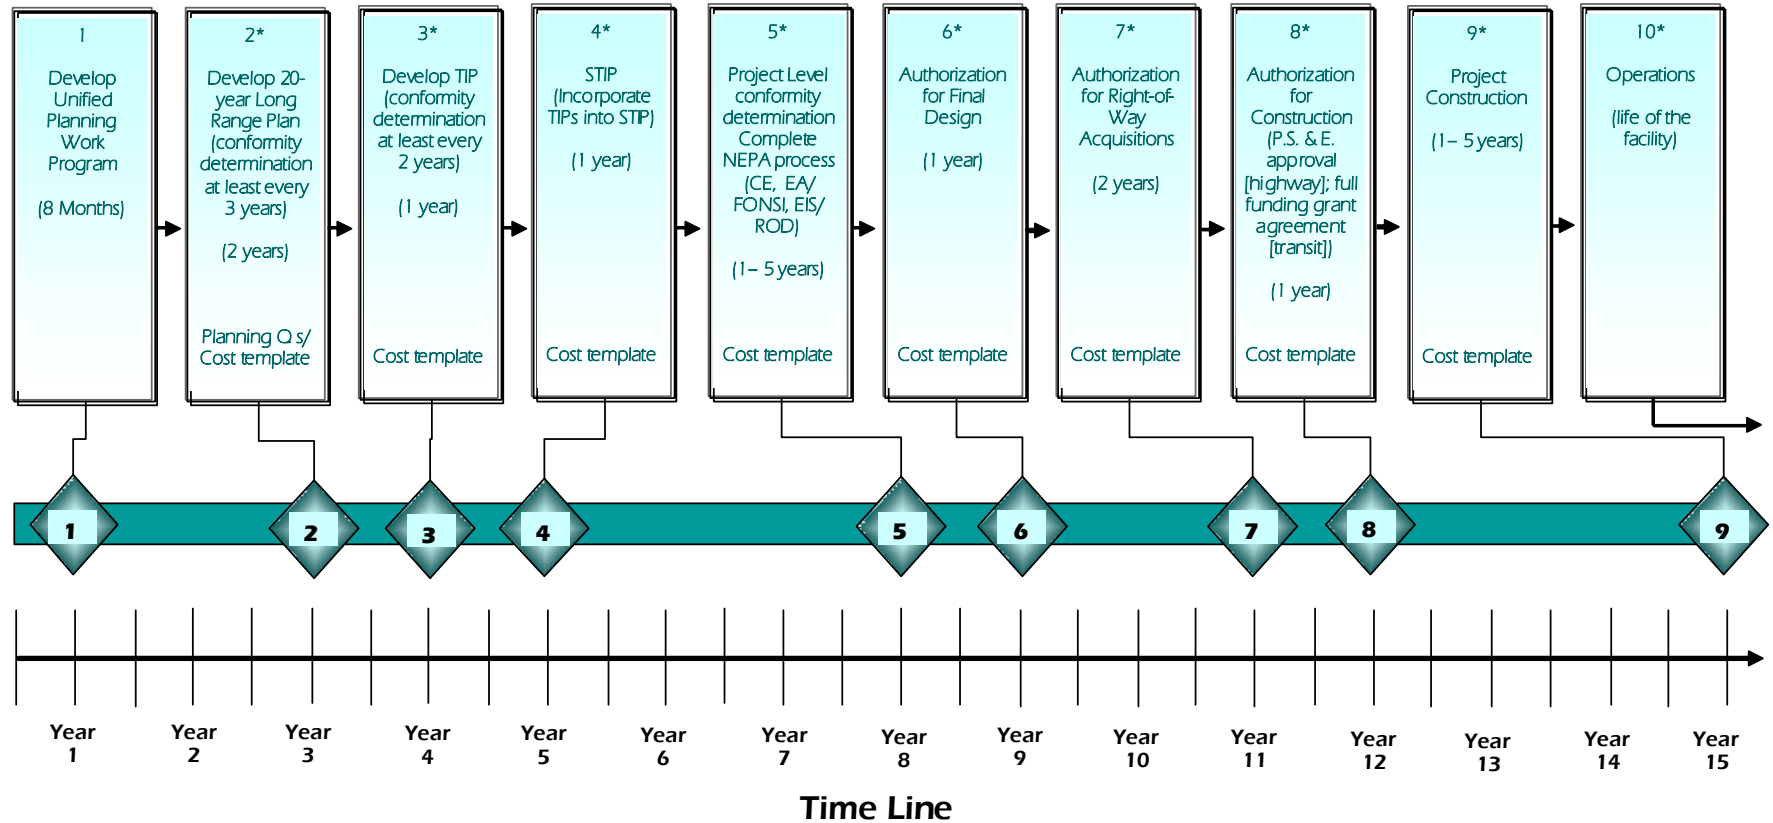 1
Develop
Unified
Planning
Work
Program
(8 Months)
2*
Develop 20-
year Long
Range Plan
(conformity
determination
at least every
3 years)
(2 years)
Planning Q s/
Cost template
3*
Develop TIP
(conformity
determination
at least every
2 years)
(1 year)
Cost template
4*
STIP
(Incorporate
TIPs into STIP)
(1 year)
Cost template
5*
Project Level
conformity
determination
Complete
NEPA process
(CE, EA/
FONSI, EIS/
ROD)
(1– 5 years)
Cost template
6*
Authorization
for Final
Design
(1 year)
Cost template
7*
Authorization
for Right-of-
Way
Acquisitions
(2 years)
Cost template
8*
Authorization
for
Construction
(P.S. & E.
approval
[highway]; full
funding grant
agreement
[transit])
(1 year)
Cost template
9*
Project
Construction
(1– 5 years)
Cost template
10*
Operations
(life of the
facility)
1
2
3
4
5
6
7
8
9
Year
1
Year
2
Year
3
Year
4
Year
5
Year
6
Year
7
Year
8
Year
9
Year
10
Year
11
Year
12
Year
13
Year
14
Year
15
Time Line